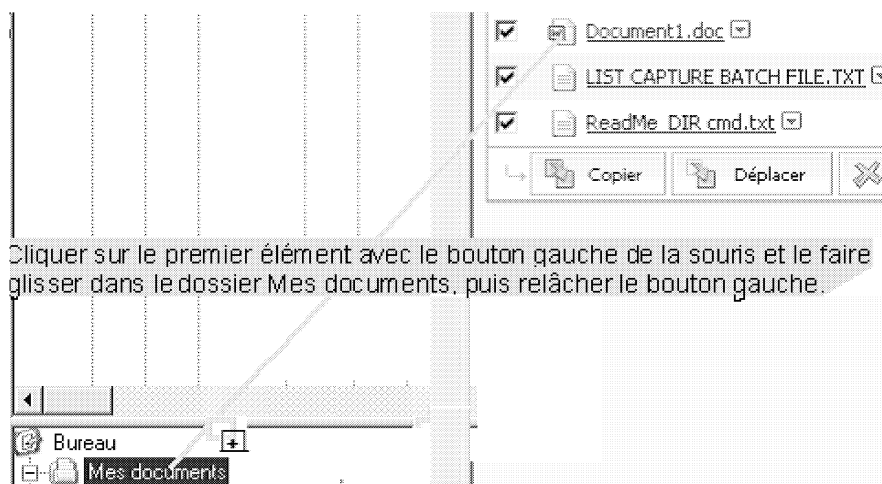 Document1.doc
LIST CAPTURE BATCH FILE.TXT
ReadMe DIR cmd.txt
Copier Déplacer
Cliquer sur le premier élément avec le bouton gauche de la souris et le faire
glisser dans le dossier Mes documents, puis relâcher le bouton gauche.
Bureau
Mes documents